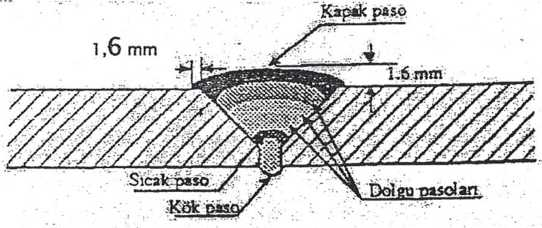 Kapak paso
1,6 mm
1.6 mm
Sıcak paso
Dolgu pasoları
Kök paso